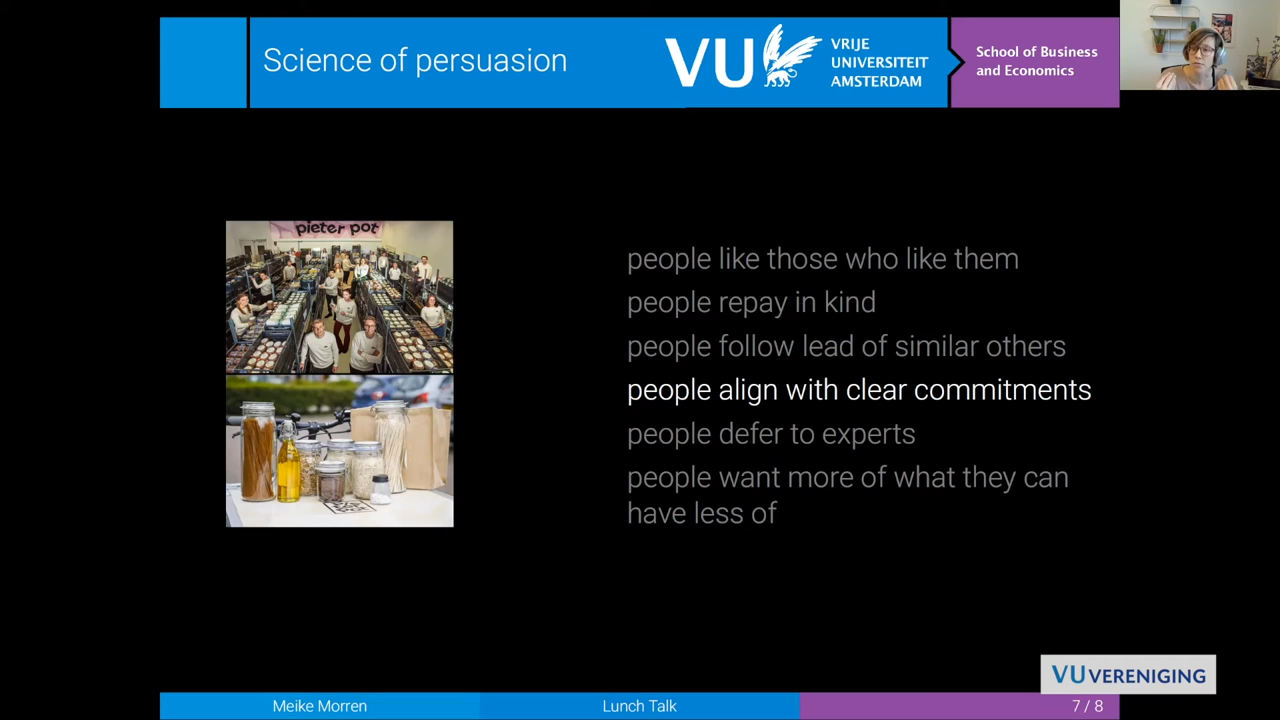 Science of persuasion
VU
VRIJE
UNIVERSITEIT
AMSTERDAM
School of Business
and Economics
pieter pot
people like those who like them
people repay in kind
people follow lead of similar others
people align with clear commitments
people defer to experts
people want more of what they can
have less of
VUVERENIGING
Meike Morren
Lunch Talk
7 / 8